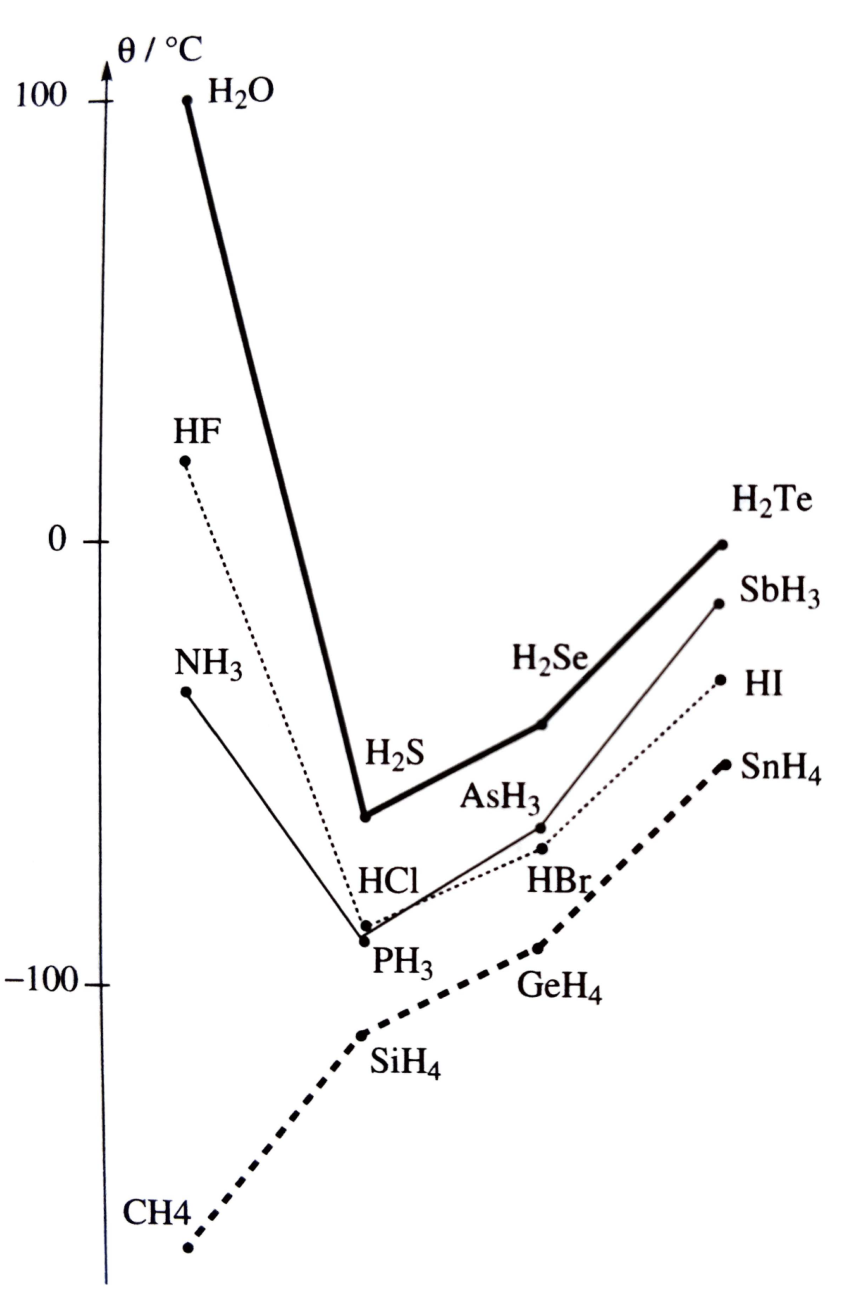 θ / °C
100
H₂O
HF
0
H₂Te
SbH₃
NH₃
H₂Se
HI
H₂S
SnH₄
AsH₃
HCl
HBr
PH₃
-100
GeH₄
SiH₄
CH4